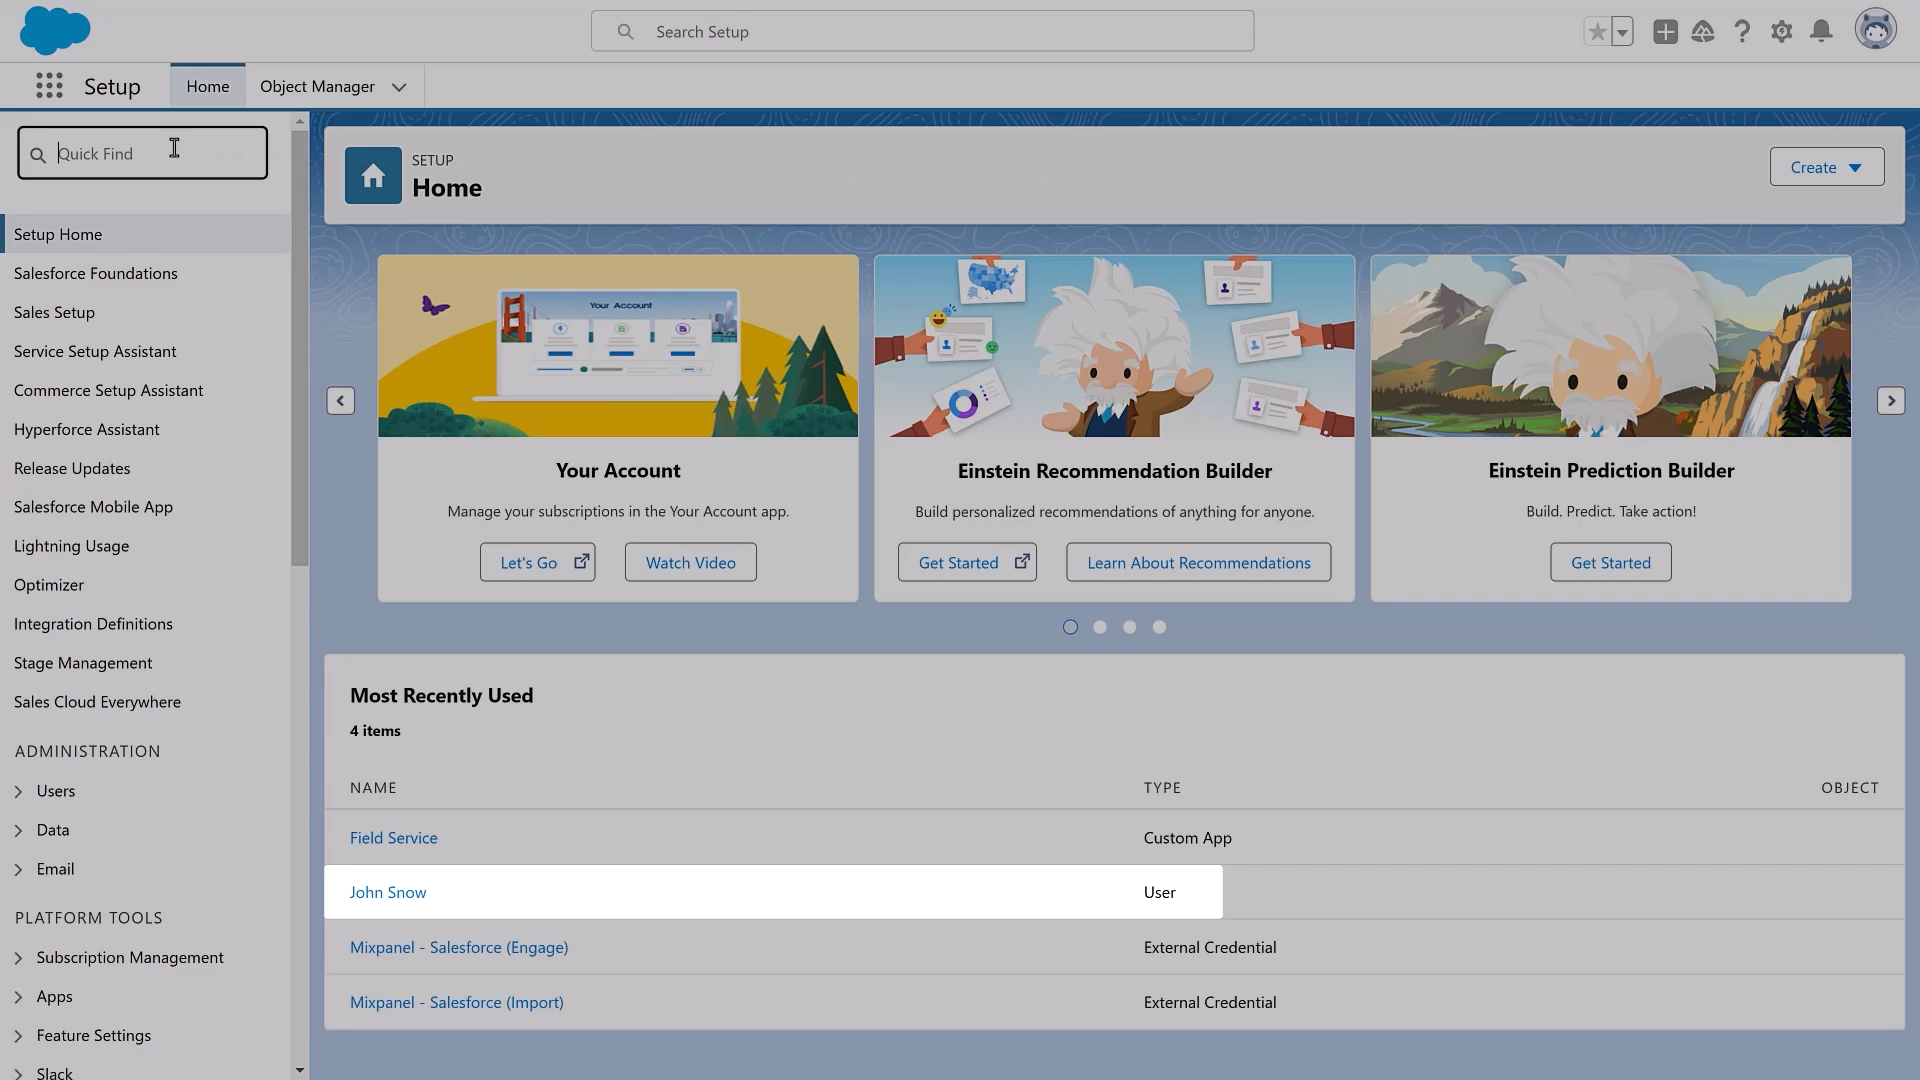 Search Setup
Setup
Home
Object Manager
Quick Find
Setup Home
Salesforce Foundations
Sales Setup
Service Setup Assistant
Commerce Setup Assistant
Hyperforce Assistant
Release Updates
Salesforce Mobile App
Lightning Usage
Optimizer
Integration Definitions
Stage Management
Sales Cloud Everywhere
ADMINISTRATION
Users
Data
Email
PLATFORM TOOLS
Subscription Management
Apps
Feature Settings
Slack
SETUP
Home
Create
Your Account
Your Account
Manage your subscriptions in the Your Account app.
Let's Go
Watch Video
Einstein Recommendation Builder
Build personalized recommendations of anything for anyone.
Get Started
Learn About Recommendations
Einstein Prediction Builder
Build. Predict. Take action!
Get Started
Most Recently Used
4 items
NAME TYPE OBJECT
Field Service Custom App
John Snow User
Mixpanel - Salesforce (Engage) External Credential
Mixpanel - Salesforce (Import) External Credential